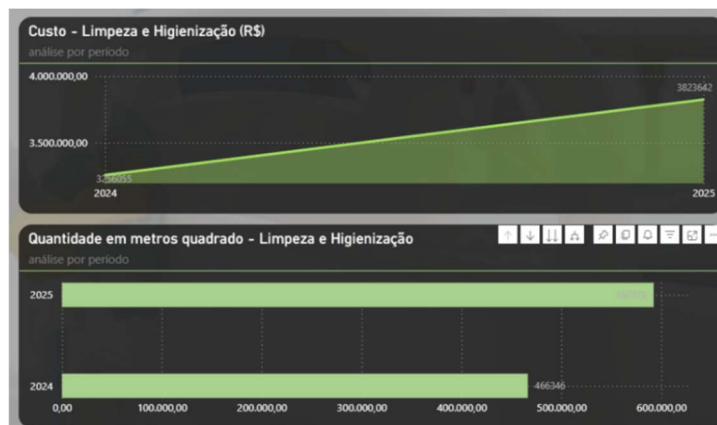 Custo - Limpeza e Higienização (R$)
análise por período
4.000.000,00
3823642
3.500.000,00
3256055
2024
2025
Quantidade em metros quadrado - Limpeza e Higienização
análise por período
2025
2024
466346
0,00 100.000,00 200.000,00 300.000,00 400.000,00 500.000,00 600.000,00